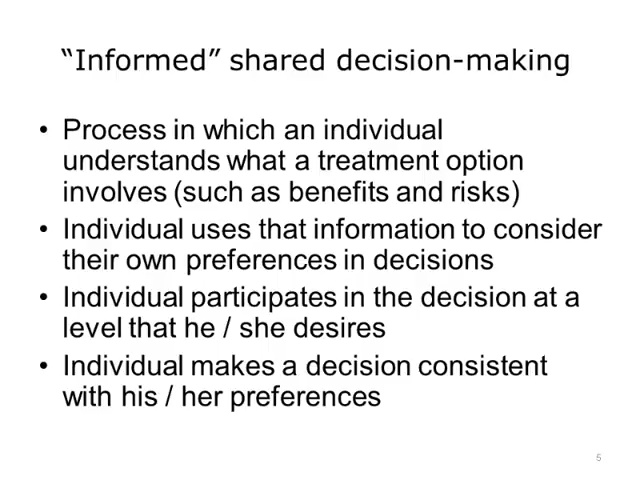 “Informed” shared decision-making
• Process in which an individual
understands what a treatment option
involves (such as benefits and risks)
• Individual uses that information to consider
their own preferences in decisions
• Individual participates in the decision at a
level that he / she desires
• Individual makes a decision consistent
with his / her preferences
5